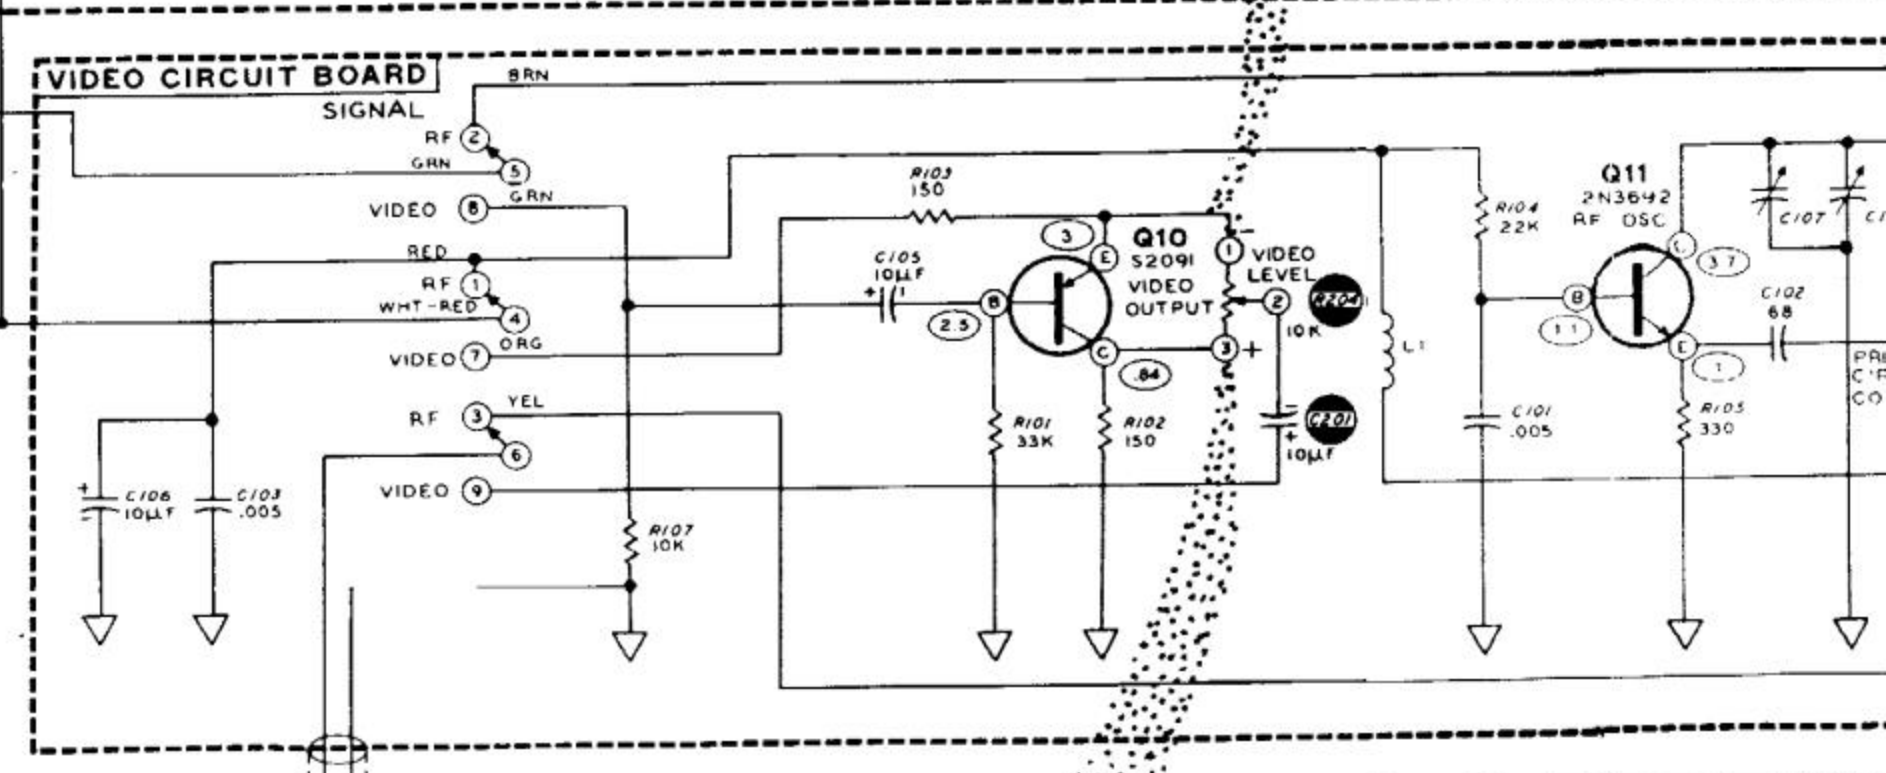 VIDEO CIRCUIT BOARD
SIGNAL
BRN
RF 2
GRN 5
GRN
VIDEO 8
RED
RF 1
WHT-RED 4
ORG
VIDEO 7
YEL
RF 3
6
VIDEO 9
C106
10µF
+
-
C103
.005
R107
10K
R103
150
C105
10µF
+
B
2.5
3
E
Q10
S2091
VIDEO
OUTPUT
C
.84
R101
33K
R102
150
-
1
VIDEO
LEVEL
2
R204
10K
3 +
-
C201
+
10µF
L1
R104
22K
Q11
2N3642
RF OSC
C
3.7
B
1.1
E
1
C101
.005
R105
330
C107
C102
68